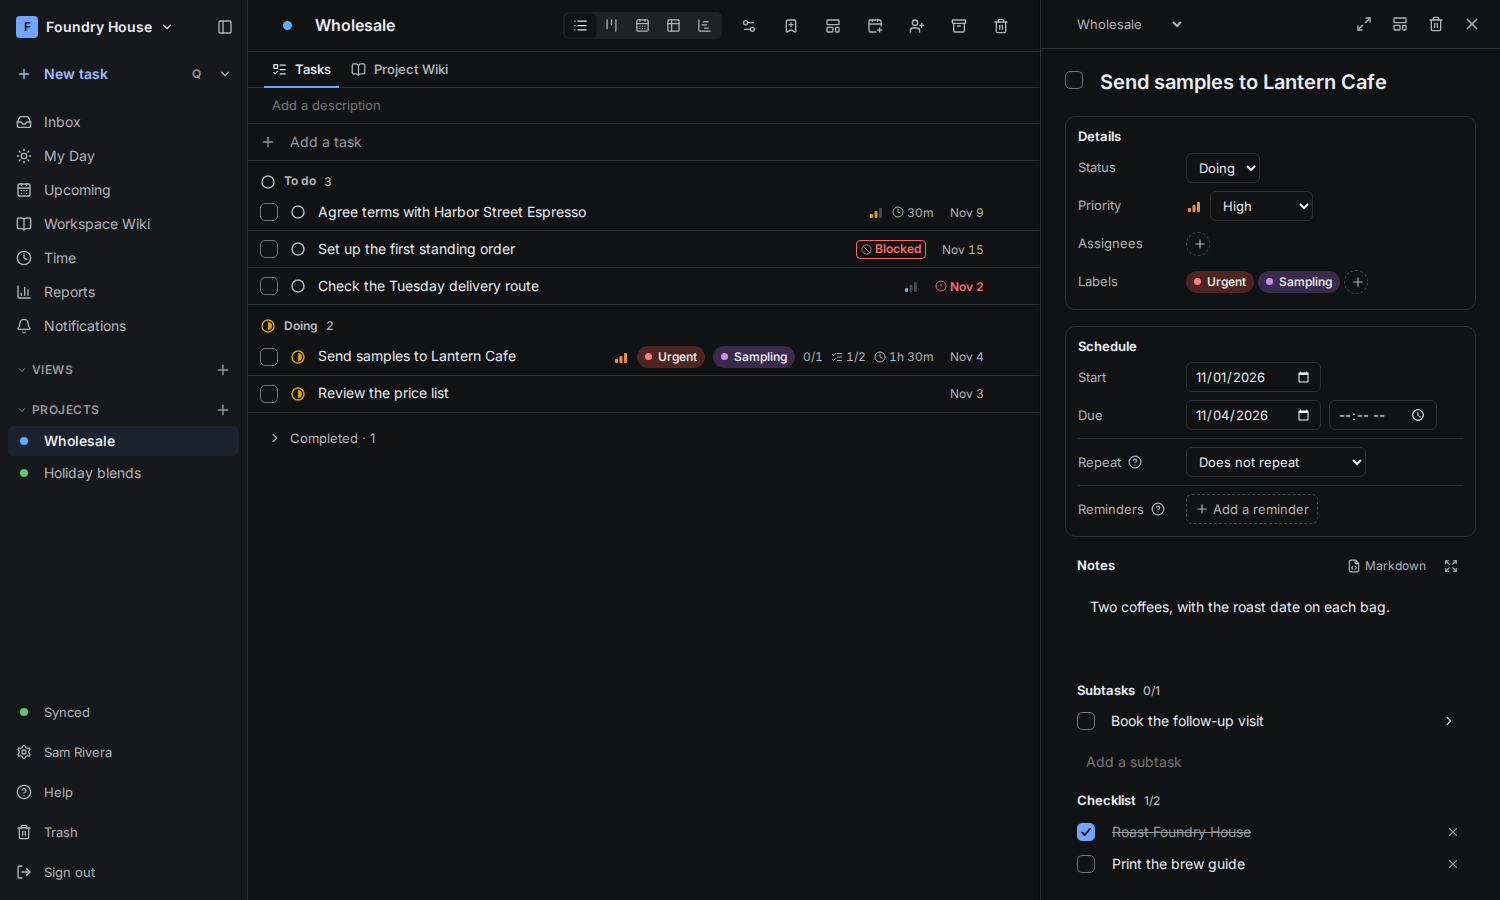 F Foundry House
New task Q
Inbox
My Day
Upcoming
Workspace Wiki
Time
Reports
Notifications
VIEWS
PROJECTS
Wholesale
Holiday blends
Synced
Sam Rivera
Help
Trash
Sign out
Wholesale
Tasks Project Wiki
Add a description
Add a task
To do 3
Agree terms with Harbor Street Espresso 30m Nov 9
Set up the first standing order Blocked Nov 15
Check the Tuesday delivery route Nov 2
Doing 2
Send samples to Lantern Cafe Urgent Sampling 0/1 1/2 1h 30m Nov 4
Review the price list Nov 3
Completed · 1
Wholesale
Send samples to Lantern Cafe
Details
Status Doing
Priority High
Assignees
Labels Urgent Sampling
Schedule
Start 11/01/2026
Due 11/04/2026 --:-- --
Repeat Does not repeat
Reminders Add a reminder
Notes Markdown
Two coffees, with the roast date on each bag.
Subtasks 0/1
Book the follow-up visit
Add a subtask
Checklist 1/2
Roast Foundry House
Print the brew guide